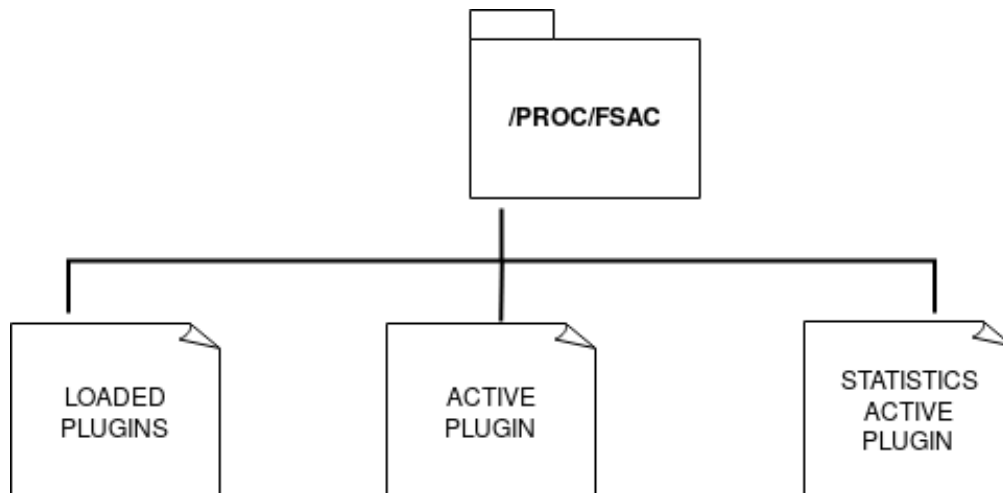 /PROC/FSAC
LOADED
PLUGINS
ACTIVE
PLUGIN
STATISTICS
ACTIVE
PLUGIN